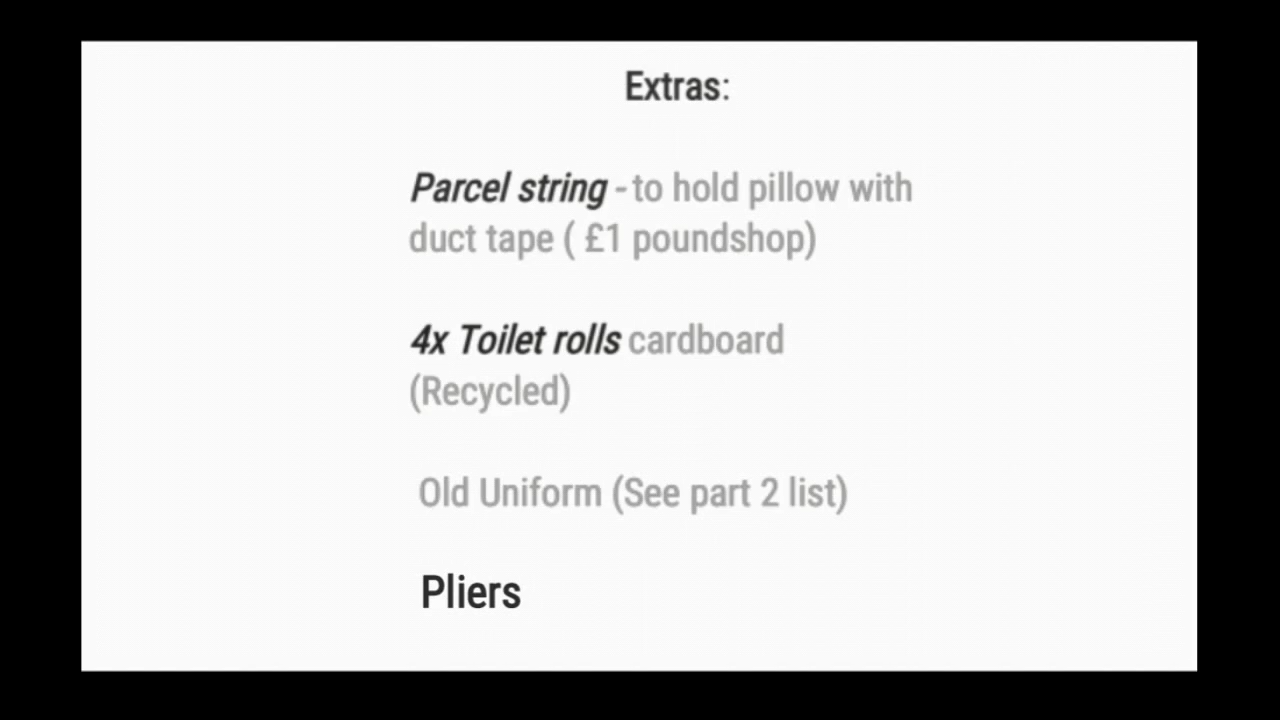 Extras:
Parcel string - to hold pillow with
duct tape ( £1 poundshop)
4x Toilet rolls cardboard
(Recycled)
Old Uniform (See part 2 list)
Pliers